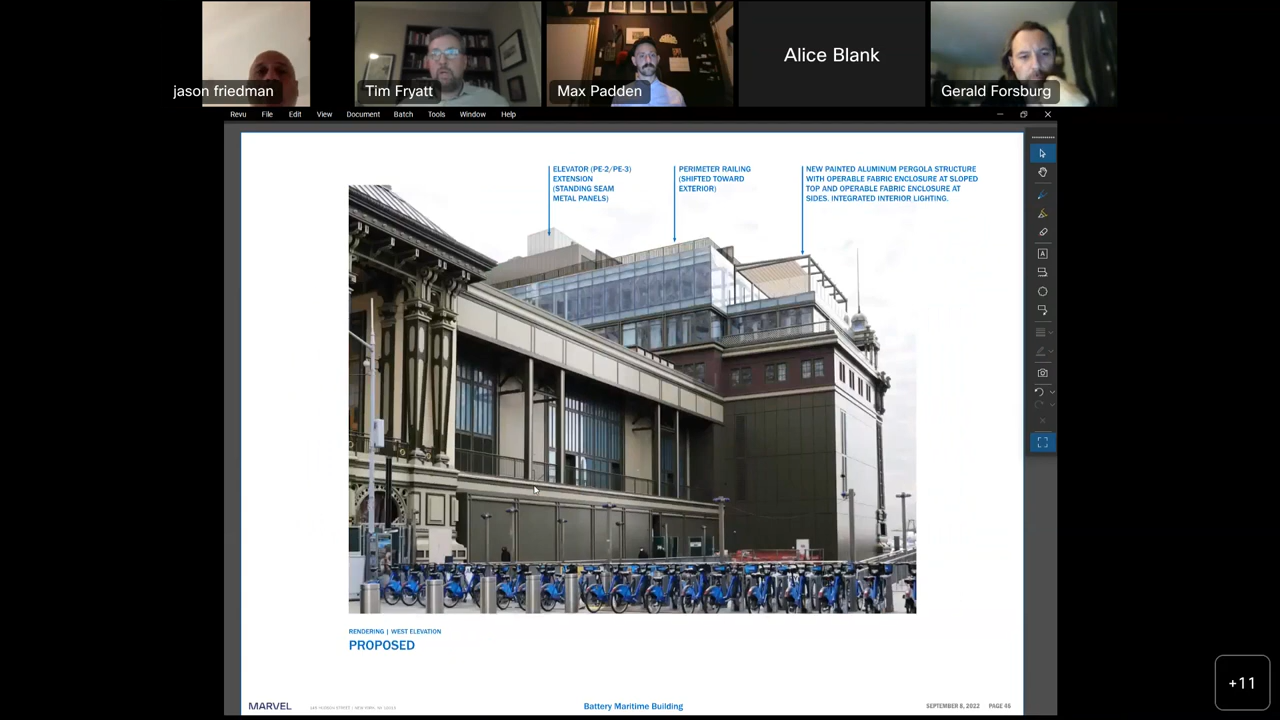 Alice Blank
jason friedman
Tim Fryatt
Max Padden
Gerald Forsburg
Revu File Edit View Document Batch Tools Window Help
ELEVATOR (PE-2/PE-3)
EXTENSION
(STANDING SEAM
METAL PANELS)
PERIMETER RAILING
(SHIFTED TOWARD
EXTERIOR)
NEW PAINTED ALUMINUM PERGOLA STRUCTURE
WITH OPERABLE FABRIC ENCLOSURE AT SLOPED
TOP AND OPERABLE FABRIC ENCLOSURE AT
SIDES. INTEGRATED INTERIOR LIGHTING.
RENDERING | WEST ELEVATION
PROPOSED
+11
MARVEL
Battery Maritime Building
SEPTEMBER 8, 2022 PAGE 45